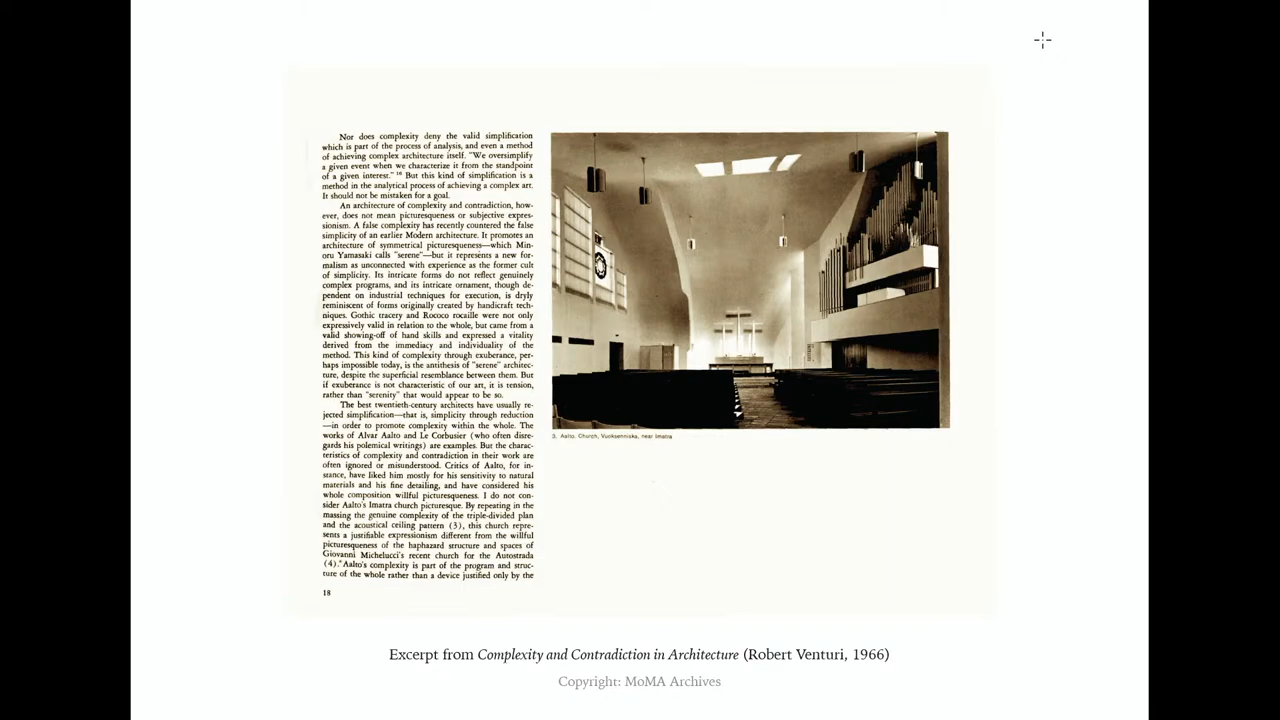 Nor does complexity deny the valid simplification
which is part of the process of analysis, and even a method
of achieving complex architecture itself. "We oversimplify
a given event when we characterize it from the standpoint
of a given interest." 16 But this kind of simplification is a
method in the analytical process of achieving a complex art.
It should not be mistaken for a goal.
An architecture of complexity and contradiction, how-
ever, does not mean picturesqueness or subjective expres-
sionism. A false complexity has recently countered the false
simplicity of an earlier Modern architecture. It promotes an
architecture of symmetrical picturesqueness—which Min-
oru Yamasaki calls "serene"—but it represents a new for-
malism as unconnected with experience as the former cult
of simplicity. Its intricate forms do not reflect genuinely
complex programs, and its intricate ornament, though de-
pendent on industrial techniques for execution, is dryly
reminiscent of forms originally created by handicraft tech-
niques. Gothic tracery and Rococo rocaille were not only
expressively valid in relation to the whole, but came from a
valid showing-off of hand skills and expressed a vitality
derived from the immediacy and individuality of the
method. This kind of complexity through exuberance, per-
haps impossible today, is the antithesis of "serene" architec-
ture, despite the superficial resemblance between them. But
if exuberance is not characteristic of our art, it is tension,
rather than "serenity" that would appear to be so.
The best twentieth-century architects have usually re-
jected simplification—that is, simplicity through reduction
—in order to promote complexity within the whole. The
works of Alvar Aalto and Le Corbusier (who often disre-
gards his polemical writings) are examples. But the charac-
teristics of complexity and contradiction in their work are
often ignored or misunderstood. Critics of Aalto, for in-
stance, have liked him mostly for his sensitivity to natural
materials and his fine detailing, and have considered his
whole composition willful picturesqueness. I do not con-
sider Aalto's Imatra church picturesque. By repeating in the
massing the genuine complexity of the triple-divided plan
and the acoustical ceiling pattern (3), this church repre-
sents a justifiable expressionism different from the willful
picturesqueness of the haphazard structure and spaces of
Giovanni Michelucci's recent church for the Autostrada
(4).* Aalto's complexity is part of the program and struc-
ture of the whole rather than a device justified only by the
18
3. Aalto. Church, Vuoksenniska, near Imatra
Excerpt from Complexity and Contradiction in Architecture (Robert Venturi, 1966)
Copyright: MoMA Archives